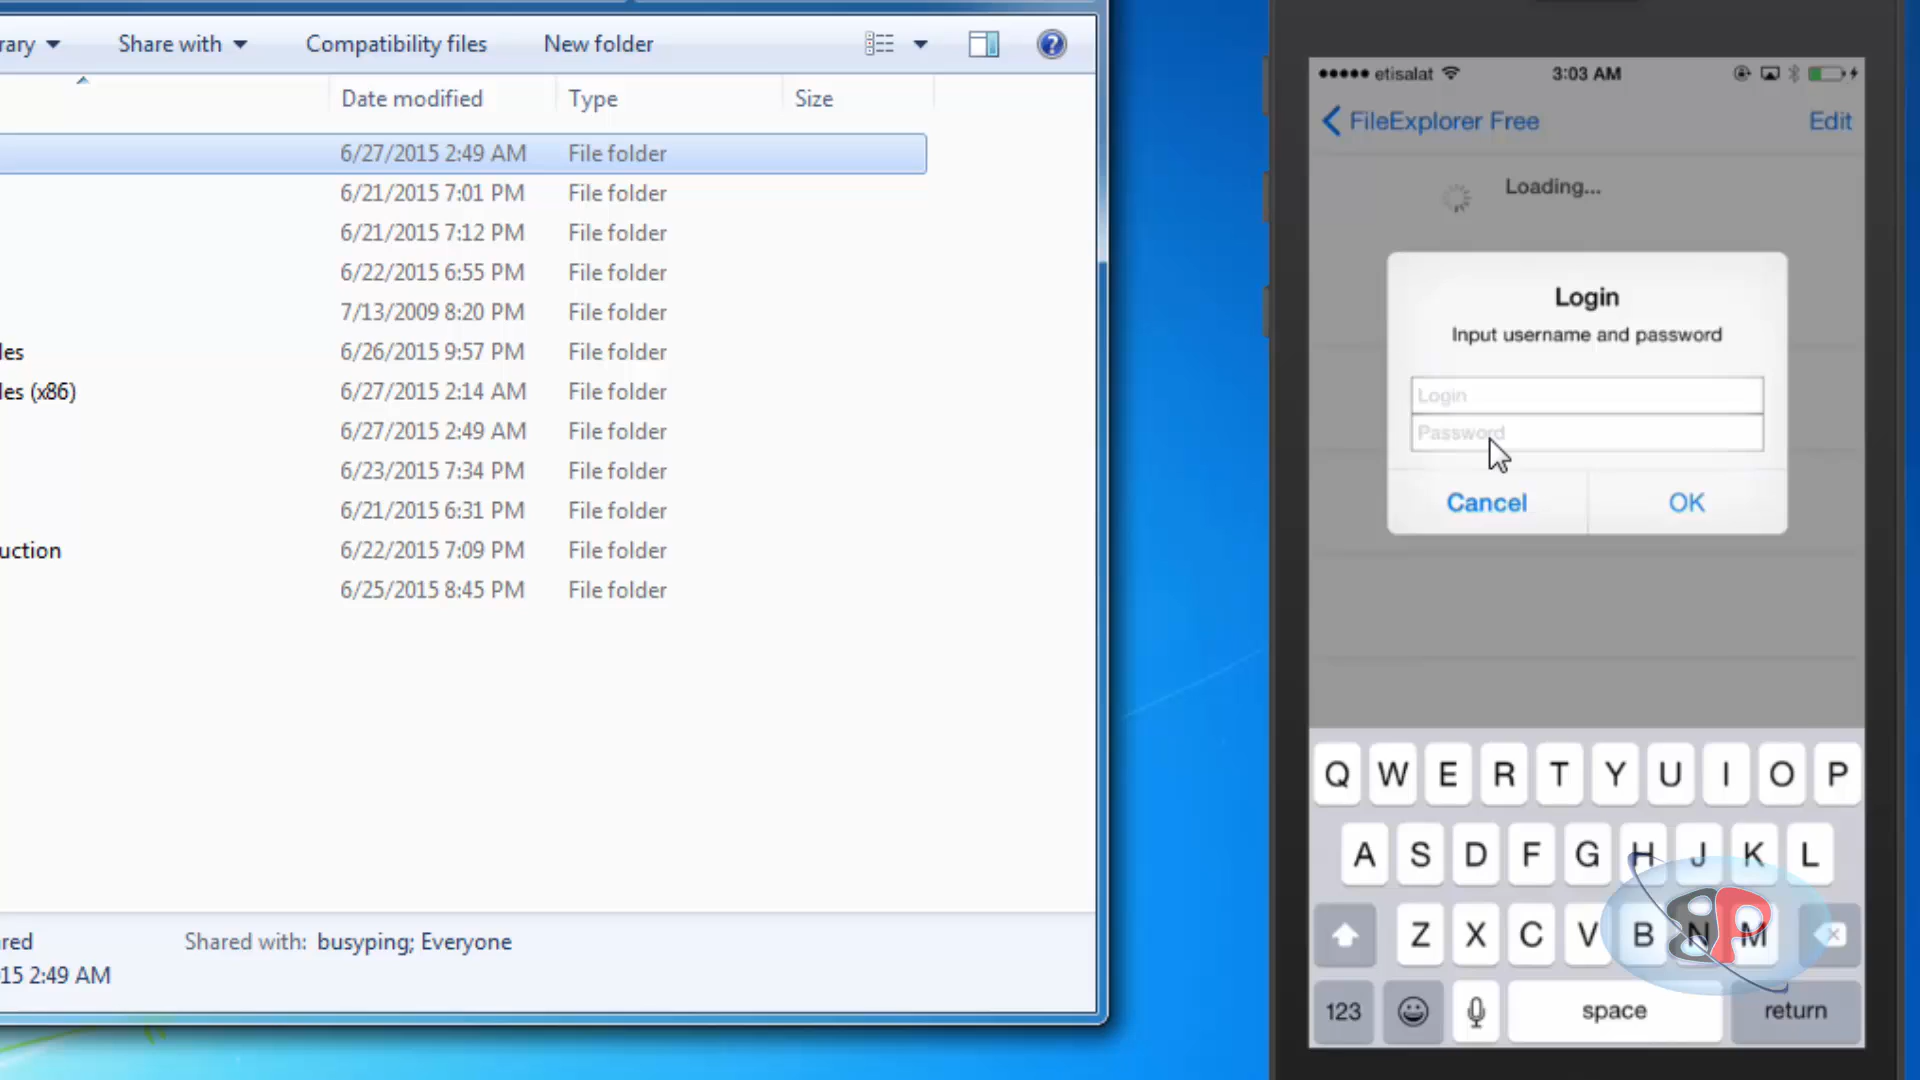 rary Share with Compatibility files New folder
Date modified Type Size
6/27/2015 2:49 AM File folder
6/21/2015 7:01 PM File folder
6/21/2015 7:12 PM File folder
6/22/2015 6:55 PM File folder
7/13/2009 8:20 PM File folder
les 6/26/2015 9:57 PM File folder
les (x86) 6/27/2015 2:14 AM File folder
6/27/2015 2:49 AM File folder
6/23/2015 7:34 PM File folder
6/21/2015 6:31 PM File folder
uction 6/22/2015 7:09 PM File folder
6/25/2015 8:45 PM File folder
red Shared with: busyping; Everyone
15 2:49 AM
etisalat 3:03 AM
FileExplorer Free Edit
Loading...
Login
Input username and password
Login
Password
Cancel OK
Q W E R T Y U I O P
A S D F G H J K L
Z X C V B N M
123 space return
BP